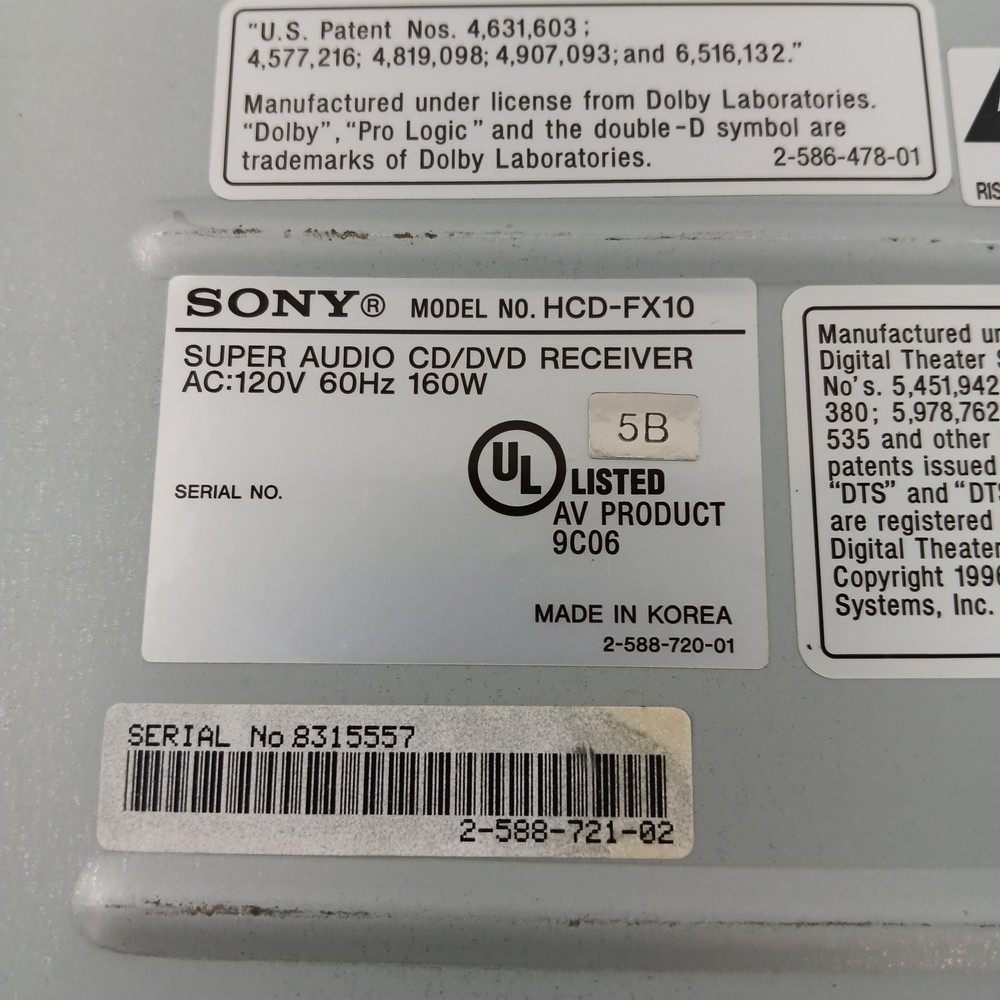 "U.S. Patent Nos. 4,631,603;
4,577,216; 4,819,098; 4,907,093; and 6,516,132."
Manufactured under license from Dolby Laboratories.
"Dolby", "Pro Logic" and the double-D symbol are
trademarks of Dolby Laboratories. 2-586-478-01
RIS
SONY® MODEL NO. HCD-FX10
SUPER AUDIO CD/DVD RECEIVER
AC:120V 60Hz 160W
5B
UL LISTED
SERIAL NO.
AV PRODUCT
9C06
MADE IN KOREA
2-588-720-01
Manufactured
Digital Theater
No's. 5,451,942
380; 5,978,762
535 and other
patents issued
"DTS" and "DTS
are registered
Digital Theater
Copyright 1996
Systems, Inc.
SERIAL No 8315557
2-588-721-02